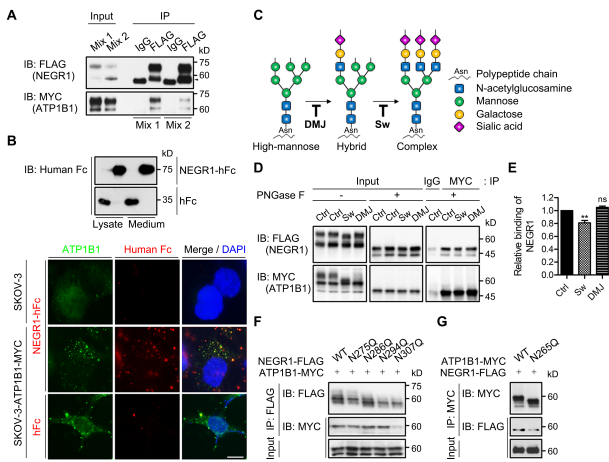 A
Input
IP
Mix 1
Mix 2
IgG
FLAG
IgG
FLAG
kD
IB: FLAG
(NEGR1)
75
60
IB: MYC
(ATP1B1)
75
60
Mix 1
Mix 2
B
IB: Human Fc
kD
75
NEGR1-hFc
35
hFc
Lysate
Medium
ATP1B1
Human Fc
Merge / DAPI
SKOV-3
SKOV-3-ATP1B1-MYC
NEGR1-hFc
hFc
C
Asn
High-mannose
DMJ
Asn
Hybrid
Sw
Asn
Complex
Asn
Polypeptide chain
N-acetylglucosamine
Mannose
Galactose
Sialic acid
D
Input
IgG
MYC
: IP
PNGase F
-
+
+
Ctrl
Ctrl
Sw
DMJ
Ctrl
Ctrl
Sw
DMJ
Ctrl
Ctrl
Sw
DMJ
kD
IB: FLAG
(NEGR1)
60
45
IB: MYC
(ATP1B1)
60
45
E
Relative binding of
NEGR1
1.2
1.0
0.8
0.6
0.4
0.2
0.0
**
ns
Ctrl
Sw
DMJ
F
NEGR1-FLAG
WT
N275Q
N286Q
N294Q
N307Q
ATP1B1-MYC
+ + + + +
kD
IP: FLAG
IB: FLAG
75
60
IB: MYC
60
Input
60
G
ATP1B1-MYC
WT
N265Q
NEGR1-FLAG
+ +
kD
IP: MYC
IB: MYC
60
IB: FLAG
60
Input
60